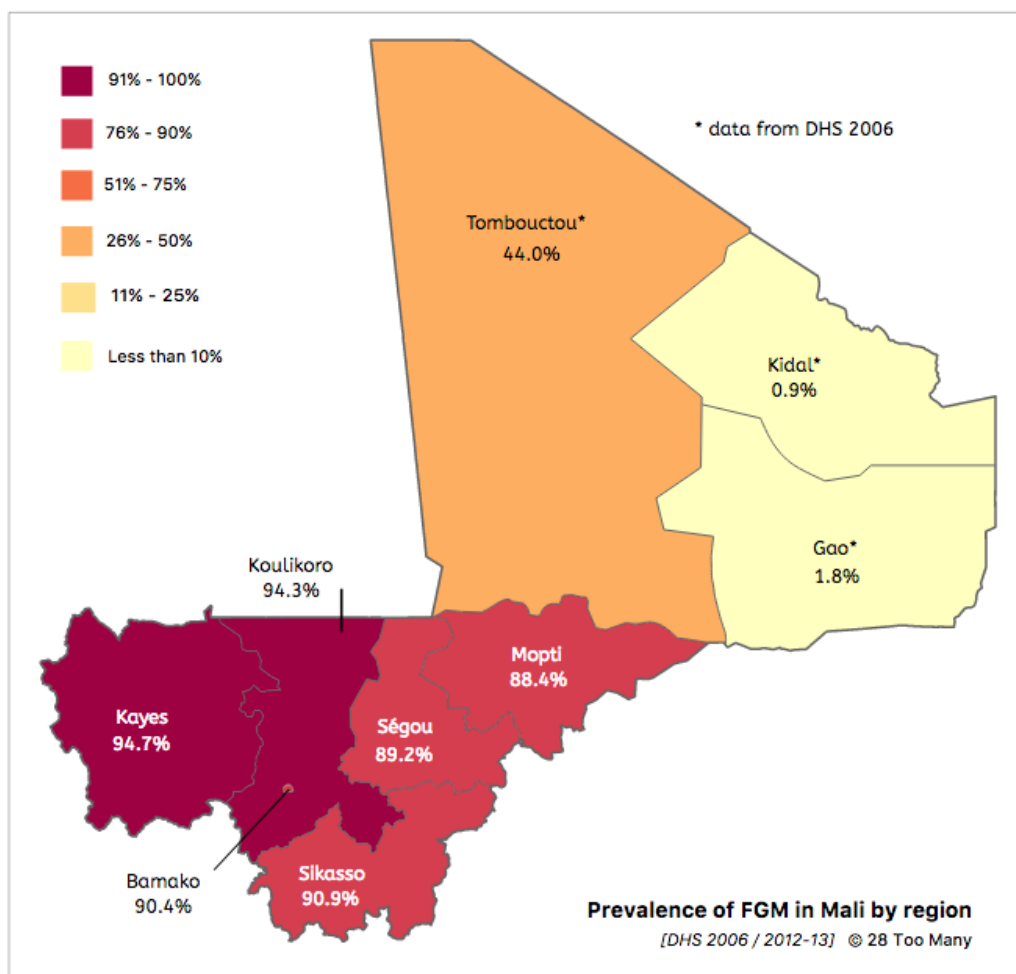 91% - 100%
76% - 90%
51% - 75%
26% - 50%
11% - 25%
Less than 10%
* data from DHS 2006
Tombouctou*
44.0%
Kidal*
0.9%
Gao*
1.8%
Koulikoro
94.3%
Mopti
88.4%
Kayes
94.7%
Ségou
89.2%
Bamako
90.4%
Sikasso
90.9%
Prevalence of FGM in Mali by region
[DHS 2006 / 2012-13] © 28 Too Many